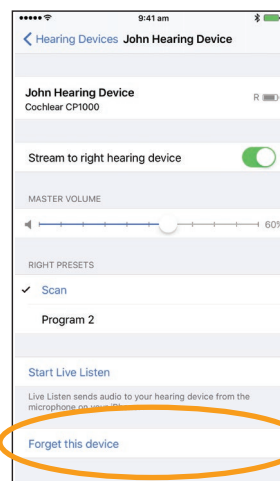 9:41 am
Hearing Devices John Hearing Device
John Hearing Device
R
Cochlear CP1000
Stream to right hearing device
MASTER VOLUME
60%
RIGHT PRESETS
✓ Scan
Program 2
Start Live Listen
Live Listen sends audio to your hearing device from the
microphone on your
Forget this device